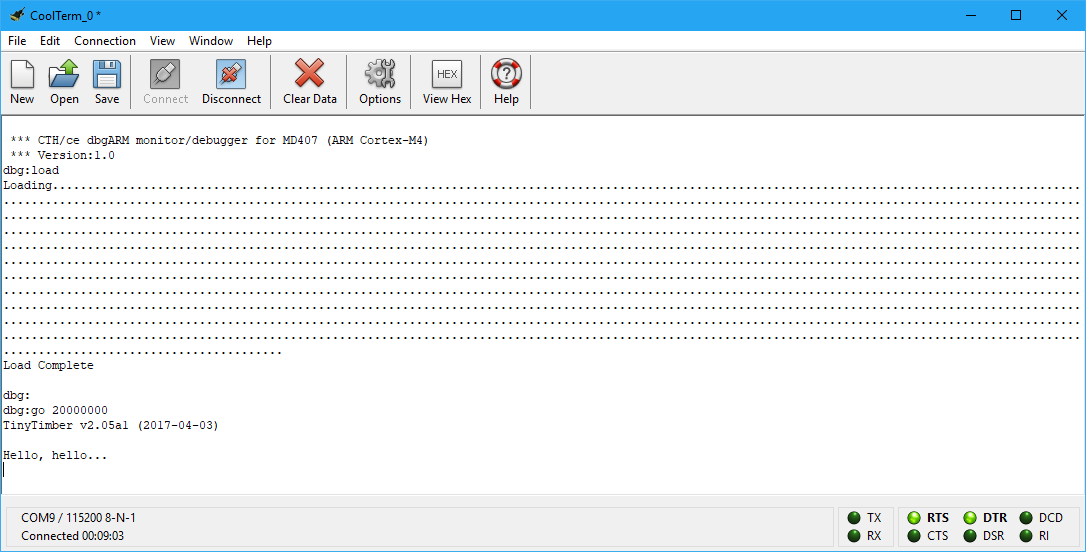 CoolTerm_0 *
File Edit Connection View Window Help
New Open Save Connect Disconnect Clear Data Options HEX View Hex ? Help
*** CTH/ce dbgARM monitor/debugger for MD407 (ARM Cortex-M4)
*** Version:1.0
dbg:load
Loading...................................................................................................................................................
..........................................................................................................................................................
..........................................................................................................................................................
..........................................................................................................................................................
..........................................................................................................................................................
..........................................................................................................................................................
..........................................................................................................................................................
..........................................................................................................................................................
..........................................................................................................................................................
..........................................................................................................................................................
..........................................................................................................................................................
........................................
Load Complete
dbg:
dbg:go 20000000
TinyTimber v2.05a1 (2017-04-03)
Hello, hello...
COM9 / 115200 8-N-1
Connected 00:09:03
TX RTS DTR DCD
RX CTS DSR RI